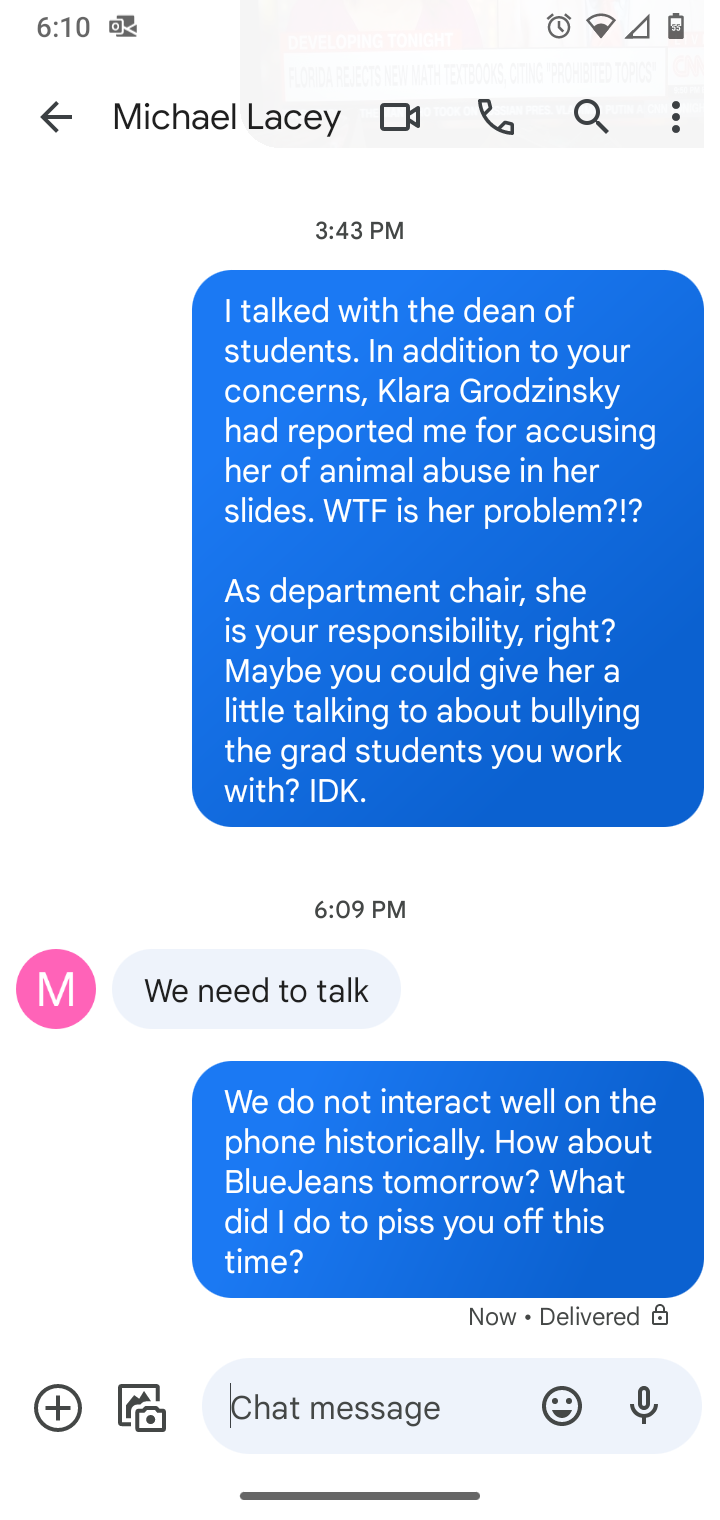 6:10
DEVELOPING TONIGHT
FLORIDA REJECTS NEW MATH TEXTBOOKS, CITING "PROHIBITED TOPICS"
Michael Lacey
3:43 PM
I talked with the dean of
students. In addition to your
concerns, Klara Grodzinsky
had reported me for accusing
her of animal abuse in her
slides. WTF is her problem?!?
As department chair, she
is your responsibility, right?
Maybe you could give her a
little talking to about bullying
the grad students you work
with? IDK.
6:09 PM
M
We need to talk
We do not interact well on the
phone historically. How about
BlueJeans tomorrow? What
did I do to piss you off this
time?
Now • Delivered
Chat message